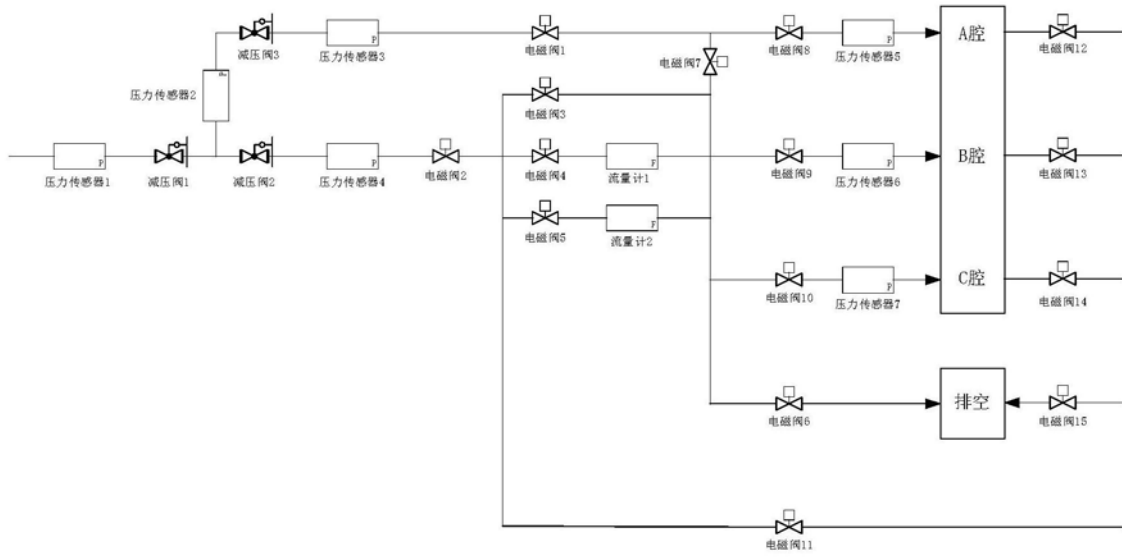 减压阀3
压力传感器3
P
电磁阀1
电磁阀8
压力传感器5
P
A腔
电磁阀12
电磁阀7
压力传感器2
电磁阀3
压力传感器1
P
减压阀1
减压阀2
压力传感器4
P
电磁阀2
电磁阀4
流量计1
F
电磁阀9
压力传感器6
P
B腔
电磁阀13
电磁阀5
流量计2
F
电磁阀10
压力传感器7
P
C腔
电磁阀14
电磁阀6
排空
电磁阀15
电磁阀11